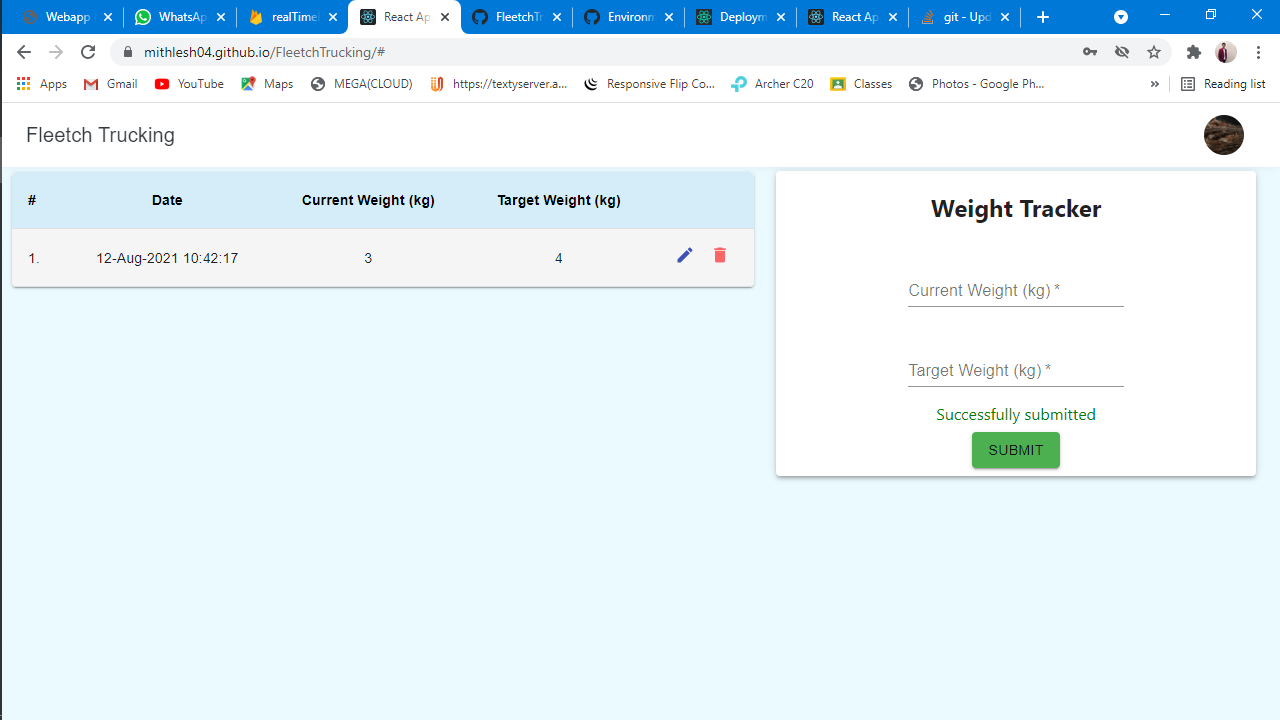 Webapp WhatsAp realTimeI React Ap FleetchTr Environm Deploym React Ap git - Upd
mithlesh04.github.io/FleetchTrucking/#
Apps Gmail YouTube Maps MEGA(CLOUD) https://textyserver.a... Responsive Flip Co... Archer C20 Classes Photos - Google Ph... » Reading list
Fleetch Trucking
# Date Current Weight (kg) Target Weight (kg)
1. 12-Aug-2021 10:42:17 3 4
Weight Tracker
Current Weight (kg) *
Target Weight (kg) *
Successfully submitted
SUBMIT